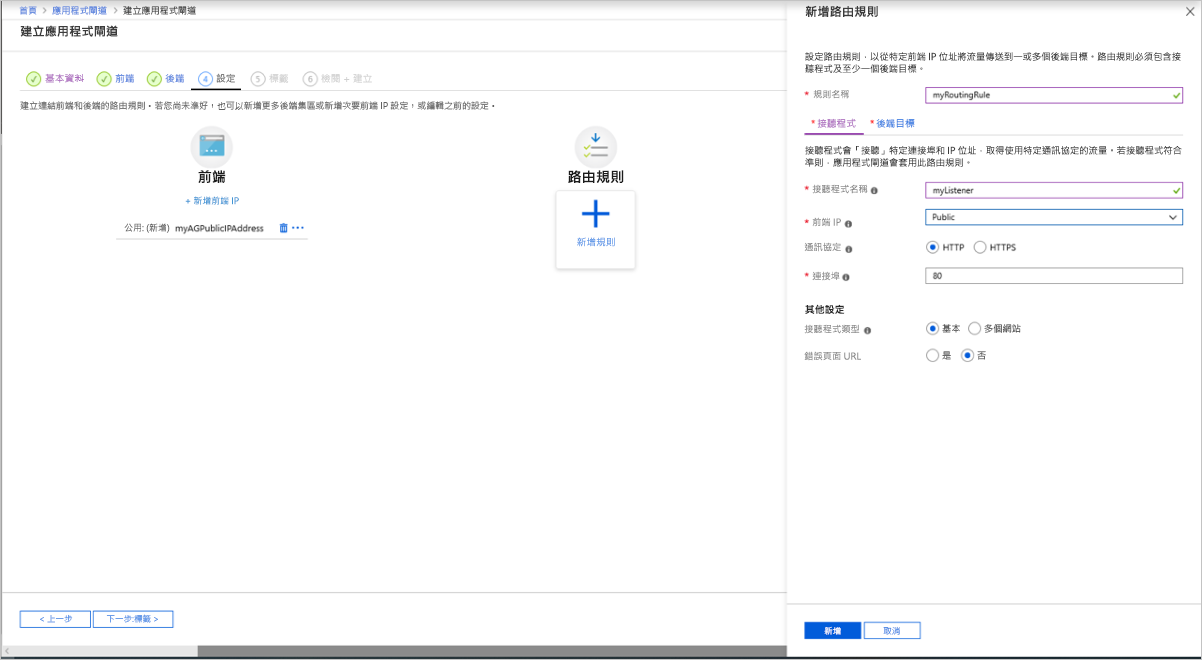 首頁 > 應用程式閘道 > 建立應用程式閘道
建立應用程式閘道
基本資料 前端 後端 4 設定 5 標籤 6 檢閱 + 建立
建立連結前端和後端的路由規則。若您尚未準好，也可以新增更多後端集區或新增次要前端 IP 設定，或編輯之前的設定。
前端
+ 新增前端 IP
公用: (新增) myAGPublicIPAddress
路由規則
新增規則
< 上一步
下一步:標籤 >
新增路由規則
設定路由規則，以從特定前端 IP 位址將流量傳送到一或多個後端目標。路由規則必須包含接
聽程式及至少一個後端目標。
* 規則名稱 myRoutingRule
* 接聽程式 * 後端目標
接聽程式會「接聽」特定連接埠和 IP 位址，取得使用特定通訊協定的流量。若接聽程式符合
準則，應用程式閘道會套用此路由規則。
* 接聽程式名稱 myListener
* 前端 IP Public
通訊協定 HTTP HTTPS
* 連接埠 80
其他設定
接聽程式類型 基本 多個網站
錯誤頁面 URL 是 否
新增 取消